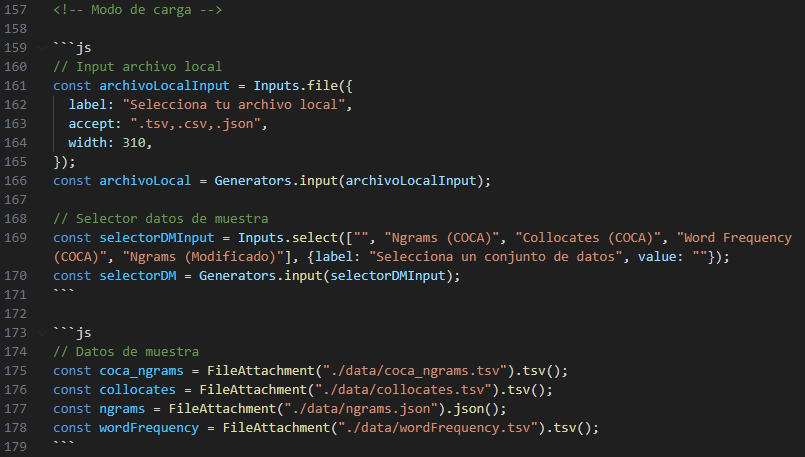 157 <!-- Modo de carga -->
158
159 ```js
160 // Input archivo local
161 const archivoLocalInput = Inputs.file({
162   label: "Selecciona tu archivo local",
163   accept: ".tsv,.csv,.json",
164   width: 310,
165 });
166 const archivoLocal = Generators.input(archivoLocalInput);
167
168 // Selector datos de muestra
169 const selectorDMInput = Inputs.select(["", "Ngrams (COCA)", "Collocates (COCA)", "Word Frequency
(COCA)", "Ngrams (Modificado)"], {label: "Selecciona un conjunto de datos", value: ""});
170 const selectorDM = Generators.input(selectorDMInput);
171 ```
172
173 ```js
174 // Datos de muestra
175 const coca_ngrams = FileAttachment("./data/coca_ngrams.tsv").tsv();
176 const collocates = FileAttachment("./data/collocates.tsv").tsv();
177 const ngrams = FileAttachment("./data/ngrams.json").json();
178 const wordFrequency = FileAttachment("./data/wordFrequency.tsv").tsv();
179 ```